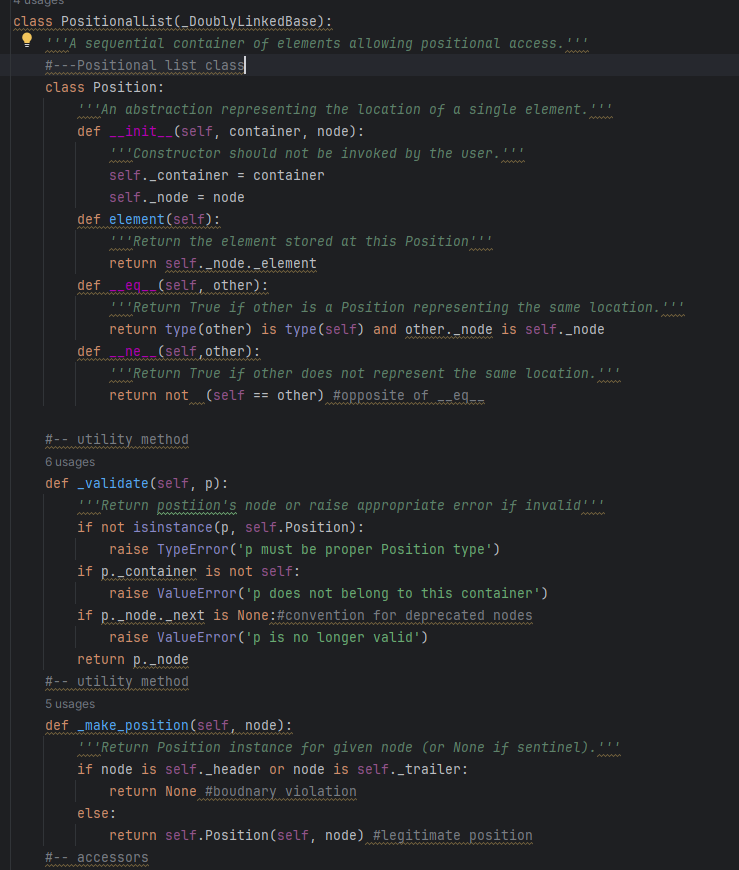 4 usages
class PositionalList(_DoublyLinkedBase):
    '''A sequential container of elements allowing positional access.'''
    #---Positional list class
    class Position:
        '''An abstraction representing the location of a single element.'''
        def __init__(self, container, node):
            '''Constructor should not be invoked by the user.'''
            self._container = container
            self._node = node
        def element(self):
            '''Return the element stored at this Position'''
            return self._node._element
        def __eq__(self, other):
            '''Return True if other is a Position representing the same location.'''
            return type(other) is type(self) and other._node is self._node
        def __ne__(self,other):
            '''Return True if other does not represent the same location.'''
            return not  (self == other) #opposite of __eq__
    #-- utility method
    6 usages
    def _validate(self, p):
        '''Return postiion's node or raise appropriate error if invalid'''
        if not isinstance(p, self.Position):
            raise TypeError('p must be proper Position type')
        if p._container is not self:
            raise ValueError('p does not belong to this container')
        if p._node._next is None:#convention for deprecated nodes
            raise ValueError('p is no longer valid')
        return p._node
    #-- utility method
    5 usages
    def _make_position(self, node):
        '''Return Position instance for given node (or None if sentinel).'''
        if node is self._header or node is self._trailer:
            return None #boudnary violation
        else:
            return self.Position(self, node) #legitimate position
    #-- accessors